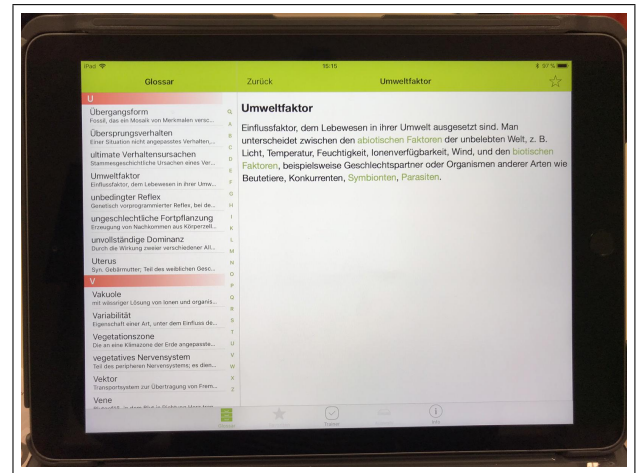 iPad
15:15
97 %
Glossar
Zurück
Umweltfaktor
U
Übergangsform
Fossil, das ein Mosaik von Merkmalen versc...
Übersprungsverhalten
Einer Situation nicht angepasstes Verhalten,...
ultimate Verhaltensursachen
Stammesgeschichtliche Ursachen eines Ver...
Umweltfaktor
Einflussfaktor, dem Lebewesen in ihrer Umw...
unbedingter Reflex
Genetisch vorprogrammierter Reflex, bei de...
ungeschlechtliche Fortpflanzung
Erzeugung von Nachkommen aus Körperzell...
unvollständige Dominanz
Durch die Wirkung zweier verschiedener All...
Uterus
Syn. Gebärmutter; Teil des weiblichen Gesc...
V
Vakuole
mit wässriger Lösung von Ionen und organis...
Variabilität
Eigenschaft einer Art, unter dem Einfluss de...
Vegetationszone
Die an eine Klimazone der Erde angepasste...
vegetatives Nervensystem
Teil des peripheren Nervensystems; es dien...
Vektor
Transportsystem zur Übertragung von Frem...
Vene
A
B
C
D
E
F
G
H
I
K
L
M
N
O
P
Q
R
S
T
U
V
W
X
Z
Umweltfaktor
Einflussfaktor, dem Lebewesen in ihrer Umwelt ausgesetzt sind. Man
unterscheidet zwischen den abiotischen Faktoren der unbelebten Welt, z. B.
Licht, Temperatur, Feuchtigkeit, Ionenverfügbarkeit, Wind, und den biotischen
Faktoren, beispielsweise Geschlechtspartner oder Organismen anderer Arten wie
Beutetiere, Konkurrenten, Symbionten, Parasiten.
Glossar
Trainer
Info